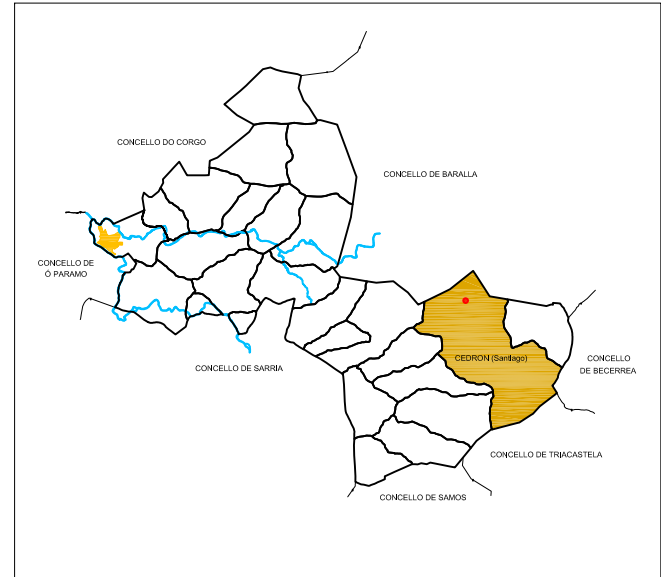 CONCELLO DO CORGO
CONCELLO DE BARALLA
CONCELLO DE
Ó PARAMO
CONCELLO DE SARRIA
CEDRON (Santiago)
CONCELLO
DE BECERREA
CONCELLO DE TRIACASTELA
CONCELLO DE SAMOS